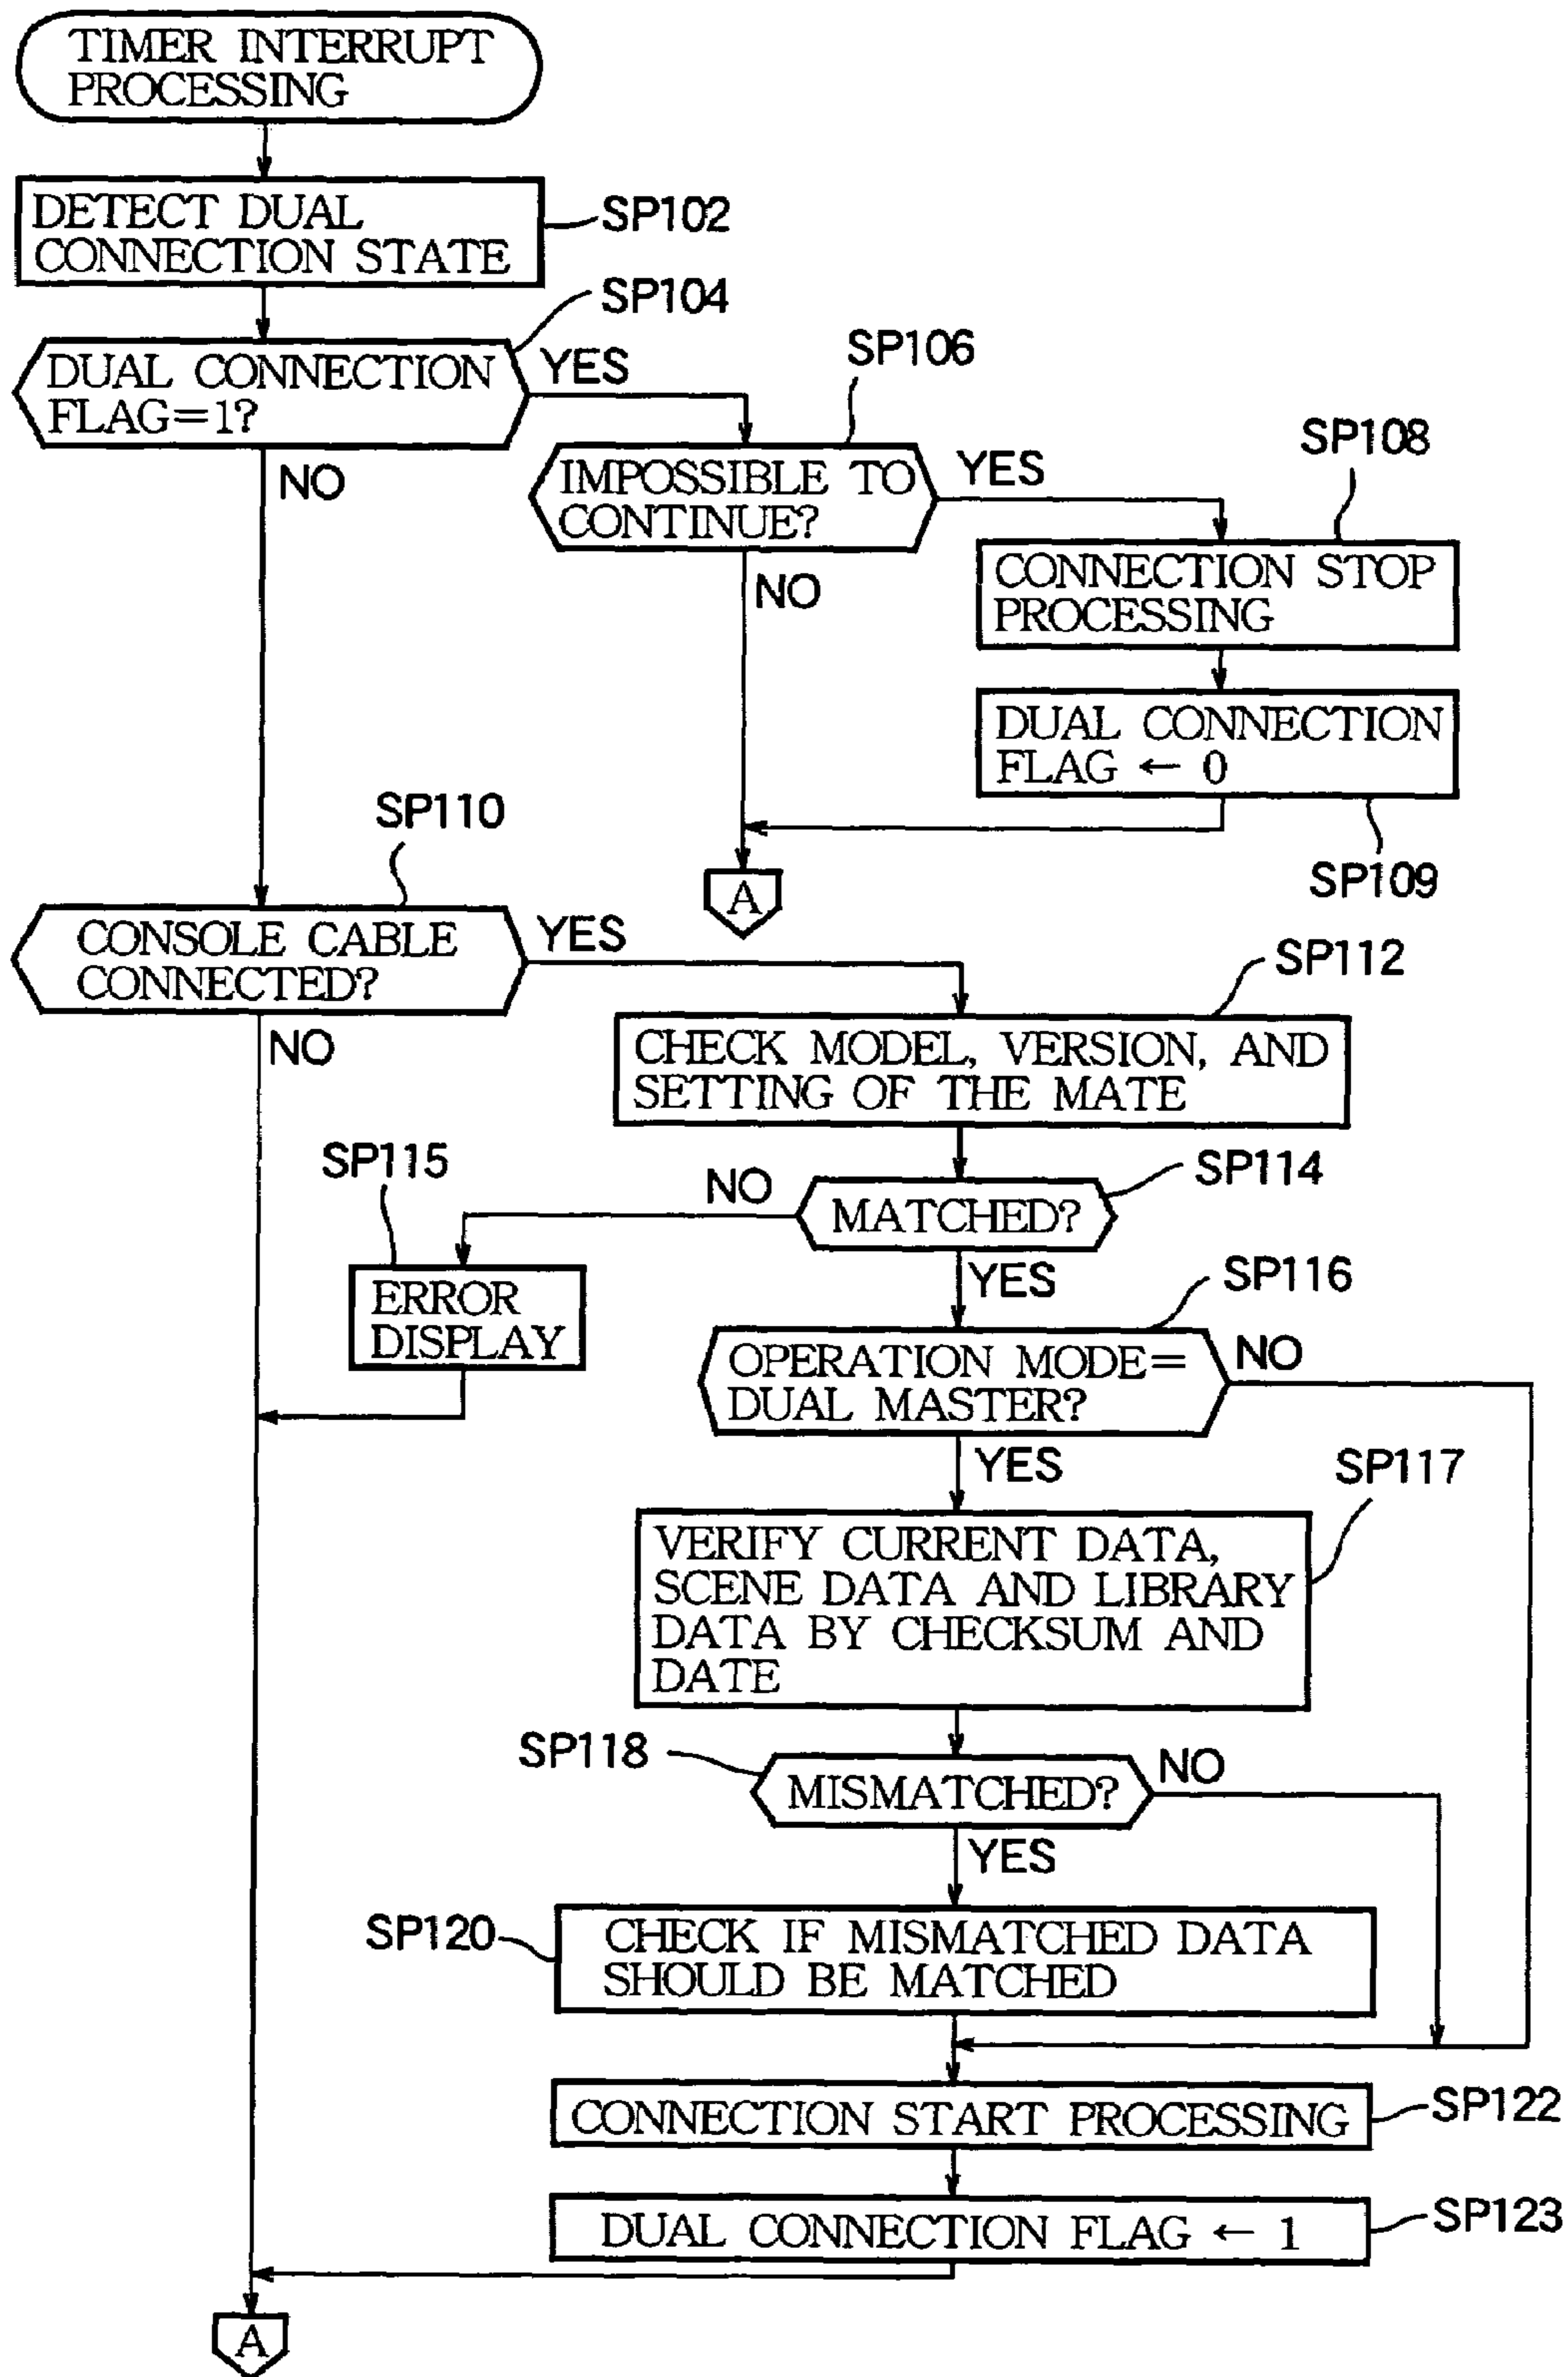 TIMER INTERRUPT
PROCESSING
DETECT DUAL
CONNECTION STATE
SP102
SP104
DUAL CONNECTION
FLAG=1?
YES
NO
SP106
IMPOSSIBLE TO
CONTINUE?
YES
NO
SP108
CONNECTION STOP
PROCESSING
DUAL CONNECTION
FLAG ← 0
SP109
A
SP110
CONSOLE CABLE
CONNECTED?
YES
NO
SP112
CHECK MODEL, VERSION, AND
SETTING OF THE MATE
SP114
MATCHED?
NO
YES
SP115
ERROR
DISPLAY
SP116
OPERATION MODE=
DUAL MASTER?
NO
YES
SP117
VERIFY CURRENT DATA,
SCENE DATA AND LIBRARY
DATA BY CHECKSUM AND
DATE
SP118
MISMATCHED?
NO
YES
SP120
CHECK IF MISMATCHED DATA
SHOULD BE MATCHED
CONNECTION START PROCESSING
SP122
DUAL CONNECTION FLAG ← 1
SP123
A